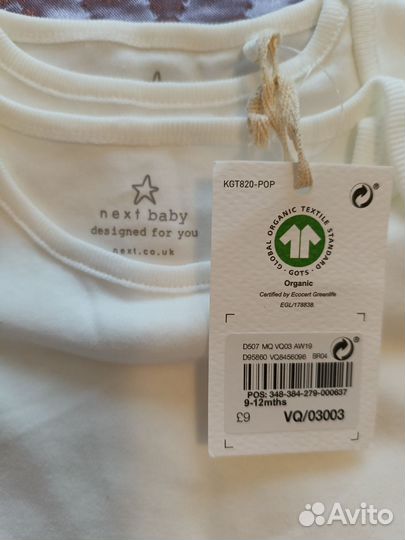 next baby
designed for you
next.co.uk
KGT820-POP
GLOBAL ORGANIC TEXTILE STANDARD
· GOTS ·
Organic
Certified by Ecocert Greenlife
EGL/178838.
D507 MQ VQ03 AW19
D95860 VQ8456098 BR04
POS: 348-384-279-000637
9-12mths
£9 VQ/03003
Avito